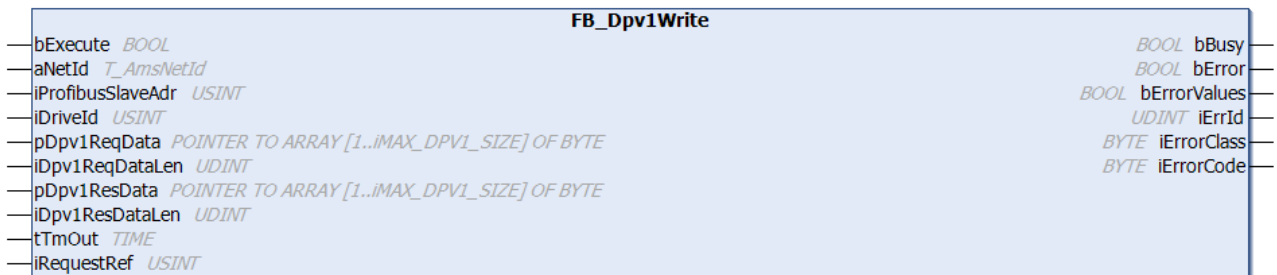 FB_Dpv1Write
bExecute BOOL BOOL bBusy
aNetId T_AmsNetId BOOL bError
iProfibusSlaveAdr USINT BOOL bErrorValues
iDriveId USINT UDINT iErrId
pDpv1ReqData POINTER TO ARRAY [1..iMAX_DPV1_SIZE] OF BYTE BYTE iErrorClass
iDpv1ReqDataLen UDINT BYTE iErrorCode
pDpv1ResData POINTER TO ARRAY [1..iMAX_DPV1_SIZE] OF BYTE
iDpv1ResDataLen UDINT
tTmOut TIME
iRequestRef USINT